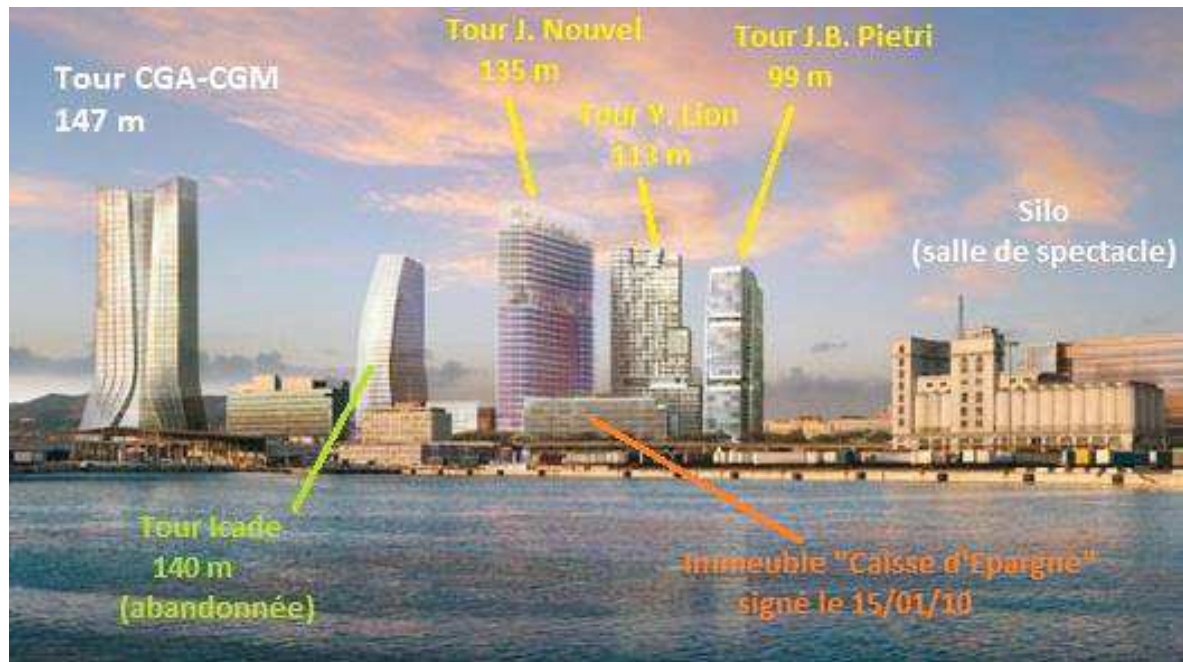 Tour CGA-CGM
147 m
Tour J. Nouvel
135 m
Tour Y. Lion
113 m
Tour J.B. Pietri
99 m
Silo
(salle de spectacle)
Tour Icade
140 m
(abandonnée)
Immeuble "Caisse d'Epargne"
signé le 15/01/10